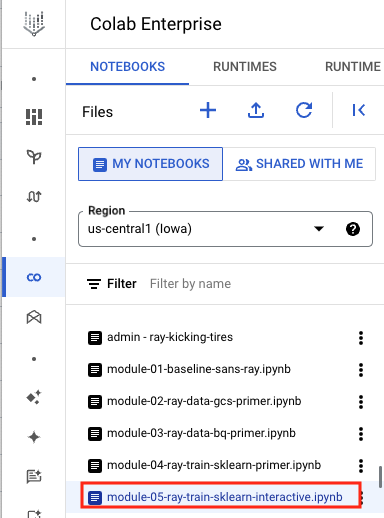 Colab Enterprise
NOTEBOOKS RUNTIMES RUNTIME
Files
MY NOTEBOOKS SHARED WITH ME
Region
us-central1 (Iowa)
Filter Filter by name
admin - ray-kicking-tires
module-01-baseline-sans-ray.ipynb
module-02-ray-data-gcs-primer.ipynb
module-03-ray-data-bq-primer.ipynb
module-04-ray-train-sklearn-primer.ipynb
module-05-ray-train-sklearn-interactive.ipynb